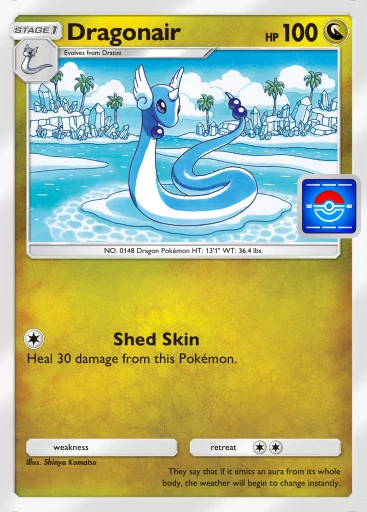 STAGE 1
Dragonair
HP 100
Evolves from Dratini
NO. 0148 Dragon Pokémon HT: 13'1" WT: 36.4 lbs.
Shed Skin
Heal 30 damage from this Pokémon.
weakness
retreat
Illus. Shinya Komatsu
They say that if it emits an aura from its whole
body, the weather will begin to change instantly.